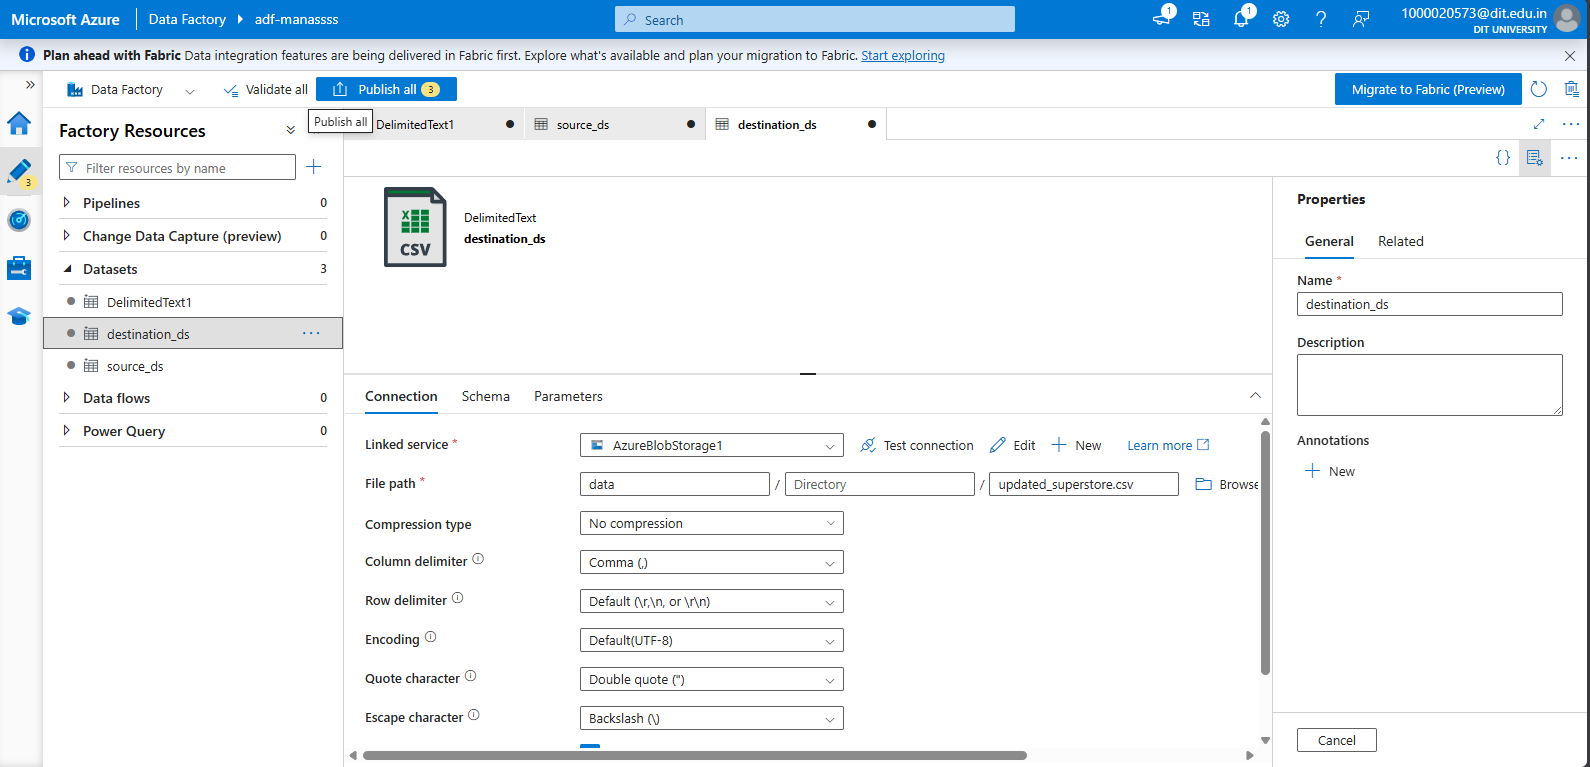 Microsoft Azure
Data Factory
adf-manassss
Search
1
1
1000020573@dit.edu.in
DIT UNIVERSITY
Plan ahead with Fabric Data integration features are being delivered in Fabric first. Explore what's available and plan your migration to Fabric. Start exploring
Data Factory
Validate all
Publish all 3
Migrate to Fabric (Preview)
Publish all
Factory Resources
DelimitedText1
source_ds
destination_ds
Filter resources by name
3
Pipelines 0
Change Data Capture (preview) 0
Datasets 3
DelimitedText1
destination_ds
source_ds
Data flows 0
Power Query 0
X
CSV
DelimitedText
destination_ds
Connection
Schema
Parameters
Linked service *
AzureBlobStorage1
Test connection
Edit
New
Learn more
File path *
data / Directory / updated_superstore.csv
Browse
Compression type
No compression
Column delimiter
Comma (,)
Row delimiter
Default (\r,\n, or \r\n)
Encoding
Default(UTF-8)
Quote character
Double quote (")
Escape character
Backslash (\)
Properties
General
Related
Name *
destination_ds
Description
Annotations
New
Cancel